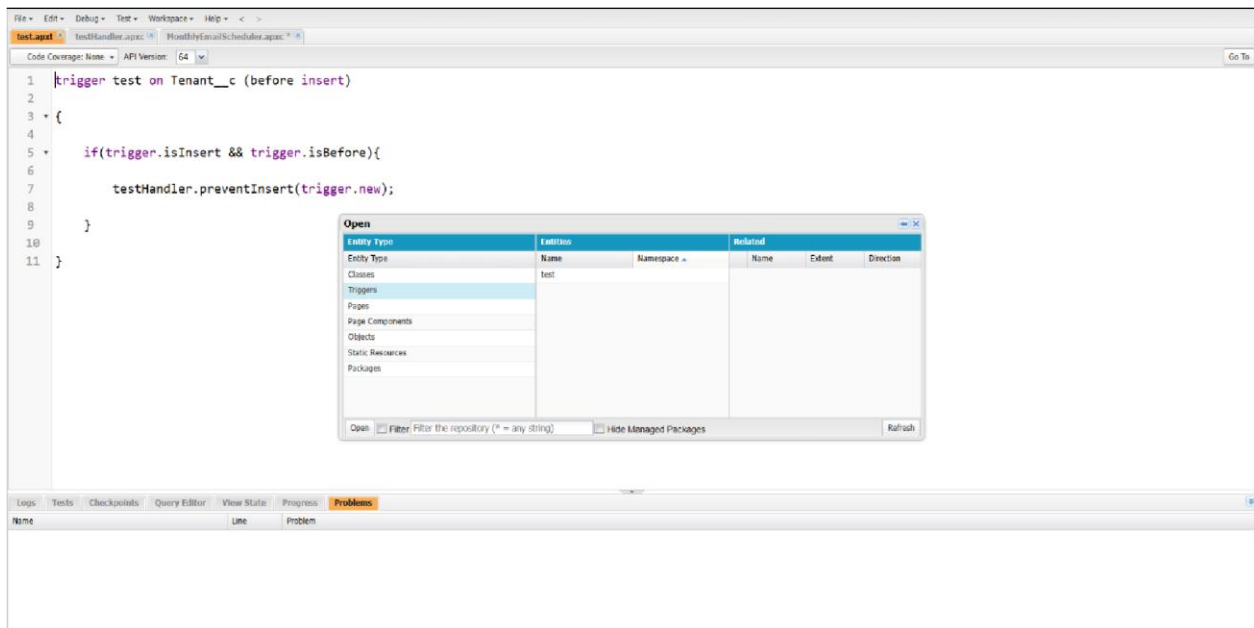 File Edit Debug Test Workspace Help < >
test.apxt testHandler.apxc MonthlyEmailScheduler.apxc *
Code Coverage: None API Version: 64 Go To
1 trigger test on Tenant__c (before insert)
2
3 {
4
5 if(trigger.isInsert && trigger.isBefore){
6
7 testHandler.preventInsert(trigger.new);
8
9 }
10
11 }
Open
Entity Type Entities Related
Entity Type Name Namespace Name Extent Direction
Classes test
Triggers
Pages
Page Components
Objects
Static Resources
Packages
Open Filter Filter the repository (* = any string) Hide Managed Packages Refresh
Logs Tests Checkpoints Query Editor View State Progress Problems
Name Line Problem